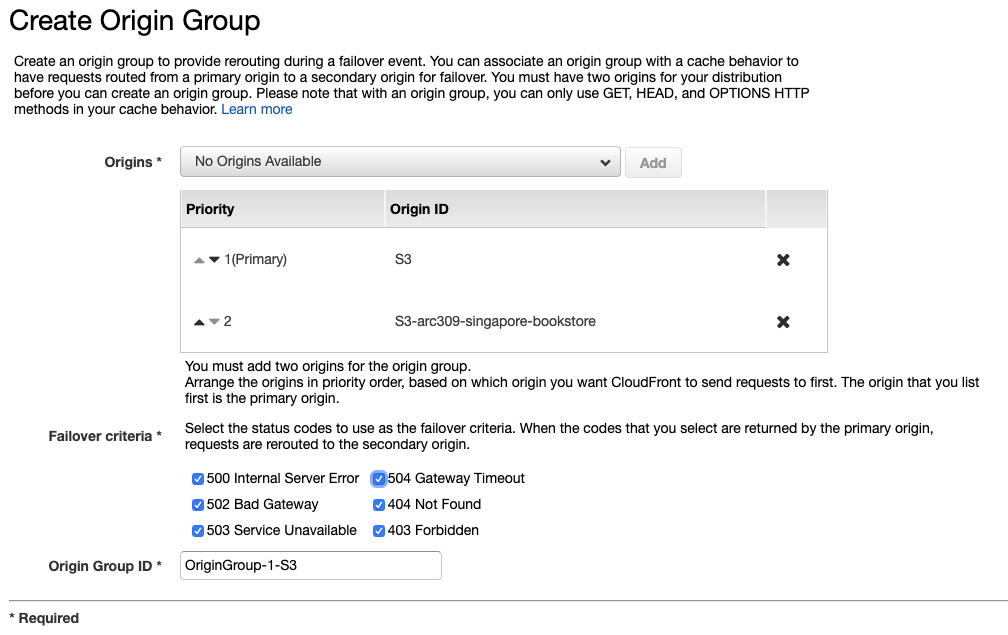 Create Origin Group
Create an origin group to provide rerouting during a failover event. You can associate an origin group with a cache behavior to
have requests routed from a primary origin to a secondary origin for failover. You must have two origins for your distribution
before you can create an origin group. Please note that with an origin group, you can only use GET, HEAD, and OPTIONS HTTP
methods in your cache behavior. Learn more
Origins * No Origins Available Add
Priority Origin ID
1(Primary) S3
2 S3-arc309-singapore-bookstore
You must add two origins for the origin group.
Arrange the origins in priority order, based on which origin you want CloudFront to send requests to first. The origin that you list
first is the primary origin.
Failover criteria * Select the status codes to use as the failover criteria. When the codes that you select are returned by the primary origin,
requests are rerouted to the secondary origin.
500 Internal Server Error 504 Gateway Timeout
502 Bad Gateway 404 Not Found
503 Service Unavailable 403 Forbidden
Origin Group ID * OriginGroup-1-S3
* Required